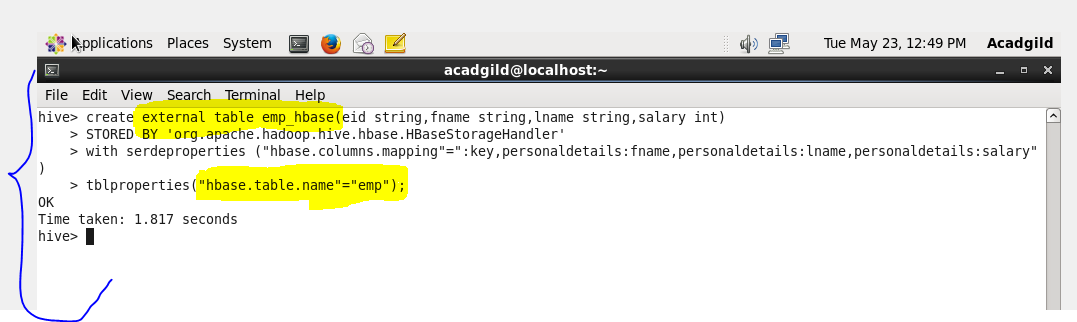 Applications Places System Tue May 23, 12:49 PM Acadgild
acadgild@localhost:~
File Edit View Search Terminal Help
hive> create external table emp_hbase(eid string,fname string,lname string,salary int)
    > STORED BY 'org.apache.hadoop.hive.hbase.HBaseStorageHandler'
    > with serdeproperties ("hbase.columns.mapping"=":key,personaldetails:fname,personaldetails:lname,personaldetails:salary"
)
    > tblproperties("hbase.table.name"="emp");
OK
Time taken: 1.817 seconds
hive>